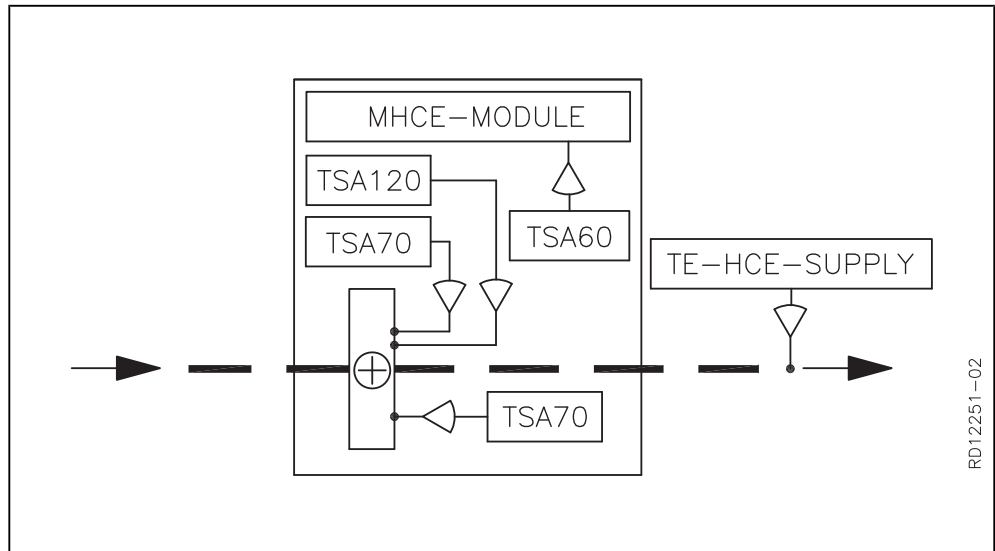 MHCE-MODULE
TSA120
TSA70
TSA60
TE-HCE-SUPPLY
TSA70
RD12251-02